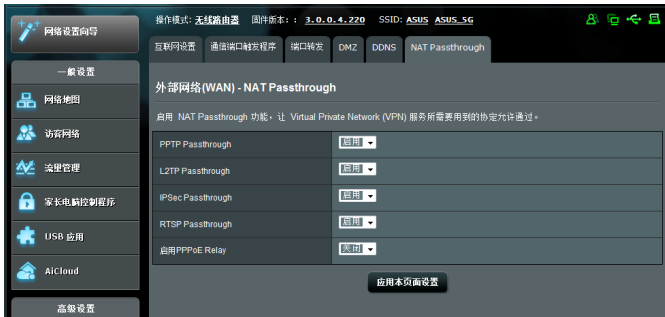 网络设置向导
操作模式: 无线路由器 固件版本: : 3.0.0.4.220 SSID: ASUS ASUS_5G
互联网设置 通信端口触发程序 端口转发 DMZ DDNS NAT Passthrough
一般设置
网络地图
访客网络
流量管理
家长电脑控制程序
USB 应用
AiCloud
高级设置
外部网络(WAN) - NAT Passthrough
启用 NAT Passthrough 功能，让 Virtual Private Network (VPN) 服务所需要用到的协定允许通过。
PPTP Passthrough 启用
L2TP Passthrough 启用
IPSec Passthrough 启用
RTSP Passthrough 启用
启用PPPoE Relay 关闭
应用本页面设置